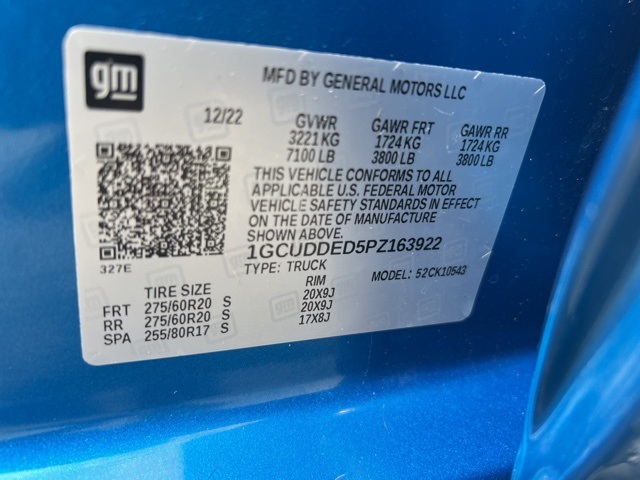 gm
MFD BY GENERAL MOTORS LLC
12/22 GVWR GAWR FRT GAWR RR
3221 KG 1724 KG 1724 KG
7100 LB 3800 LB 3800 LB
THIS VEHICLE CONFORMS TO ALL
APPLICABLE U.S. FEDERAL MOTOR
VEHICLE SAFETY STANDARDS IN EFFECT
ON THE DATE OF MANUFACTURE
SHOWN ABOVE.
327E
1GCUDDED5PZ163922
TYPE: TRUCK MODEL: 52CK10543
TIRE SIZE RIM
FRT 275/60R20 S 20X9J
RR 275/60R20 S 20X9J
SPA 255/80R17 S 17X8J